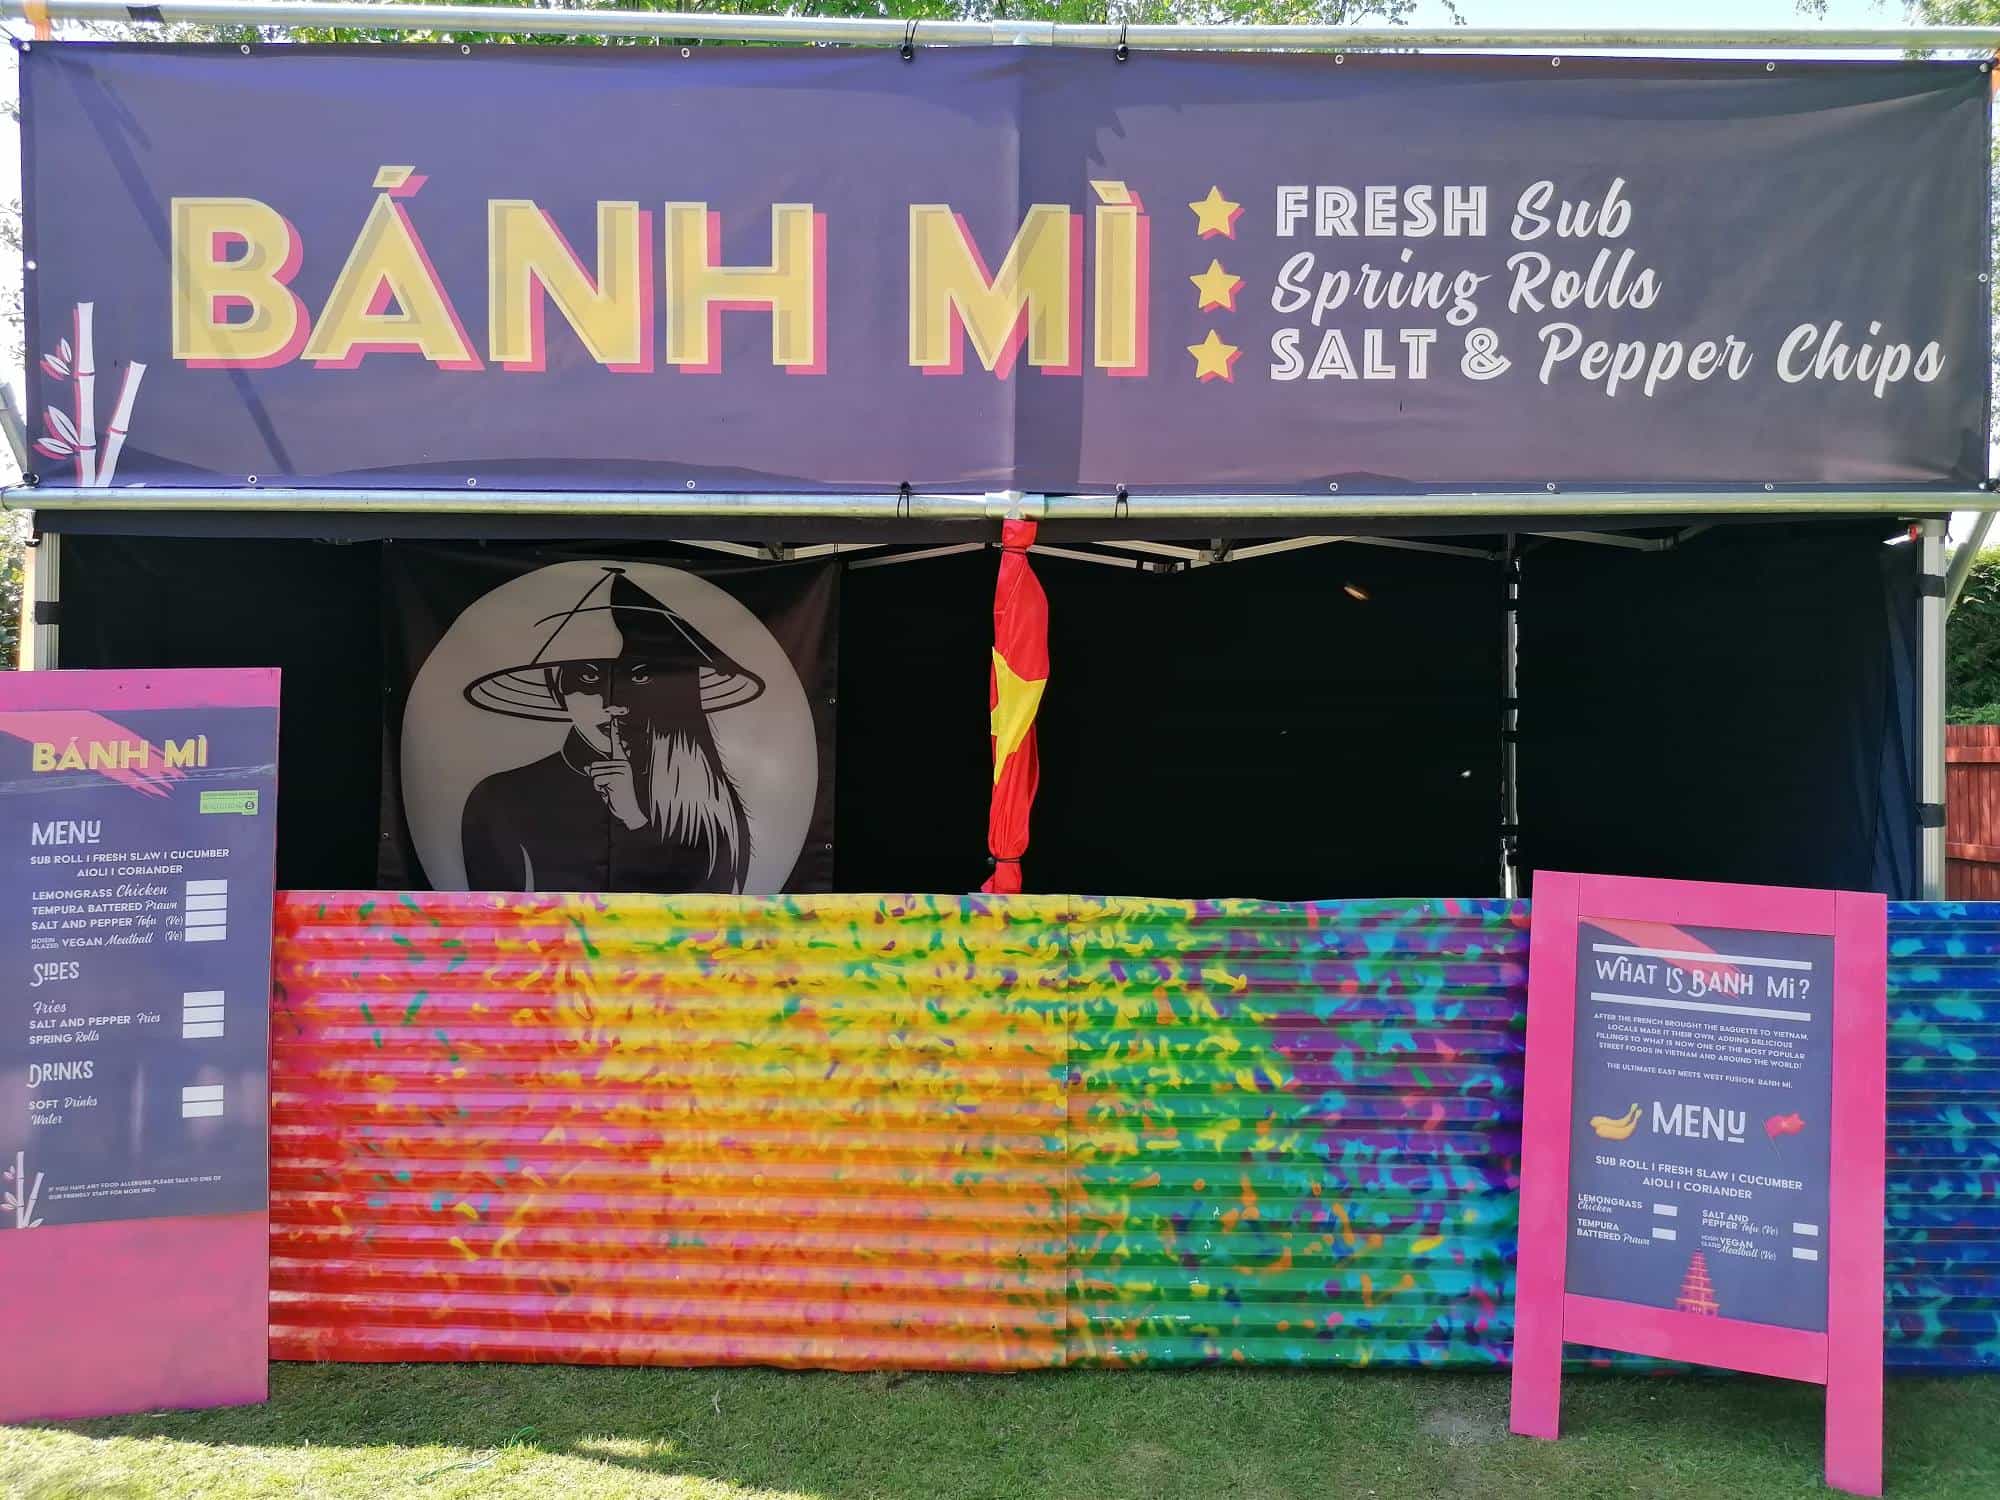 BÁNH MÌ
FRESH Sub
Spring Rolls
SALT & Pepper Chips
BÁNH MÌ
MENU
SUB ROLL | FRESH SLAW | CUCUMBER
AIOLI | CORIANDER
LEMONGRASS Chicken
TEMPURA BATTERED Prawn
SALT AND PEPPER Tofu (Ve)
HOISIN GLAZED VEGAN Meatball (Ve)
SIDES
Fries
SALT AND PEPPER Fries
SPRING Rolls
DRINKS
SOFT Drinks
Water
IF YOU HAVE ANY FOOD ALLERGIES, PLEASE TALK TO ONE OF
OUR FRIENDLY STAFF FOR MORE INFO
WHAT IS BANH Mi?
AFTER THE FRENCH BROUGHT THE BAGUETTE TO VIETNAM,
LOCALS MADE IT THEIR OWN, ADDING DELICIOUS
FILLINGS TO WHAT IS NOW ONE OF THE MOST POPULAR
STREET FOODS IN VIETNAM AND AROUND THE WORLD!
THE ULTIMATE EAST MEETS WEST FUSION, BANH MI.
MENU
SUB ROLL | FRESH SLAW | CUCUMBER
AIOLI | CORIANDER
LEMONGRASS
Chicken
TEMPURA
BATTERED Prawn
SALT AND
PEPPER Tofu (Ve)
HOISIN GLAZED VEGAN
Meatball (Ve)